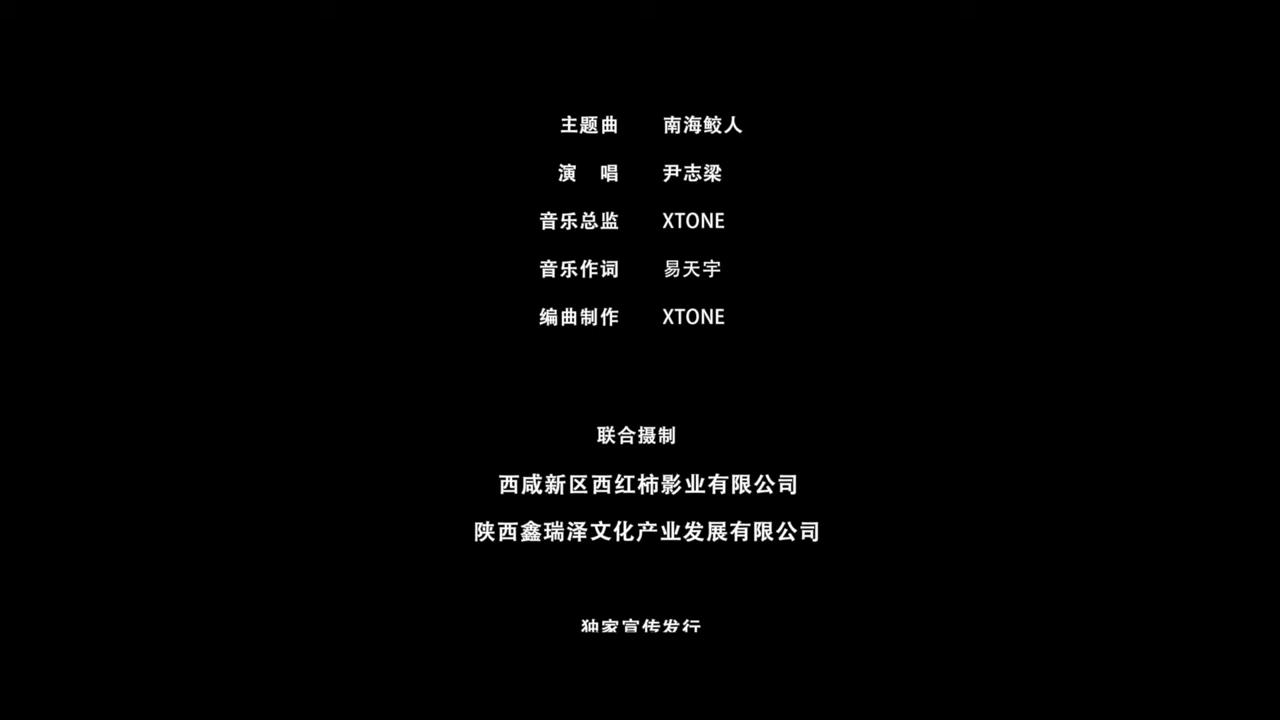 主题曲 南海鲛人
演 唱 尹志梁
音乐总监 XTONE
音乐作词 易天宇
编曲制作 XTONE
联合摄制
西咸新区西红柿影业有限公司
陕西鑫瑞泽文化产业发展有限公司
独家宣传发行